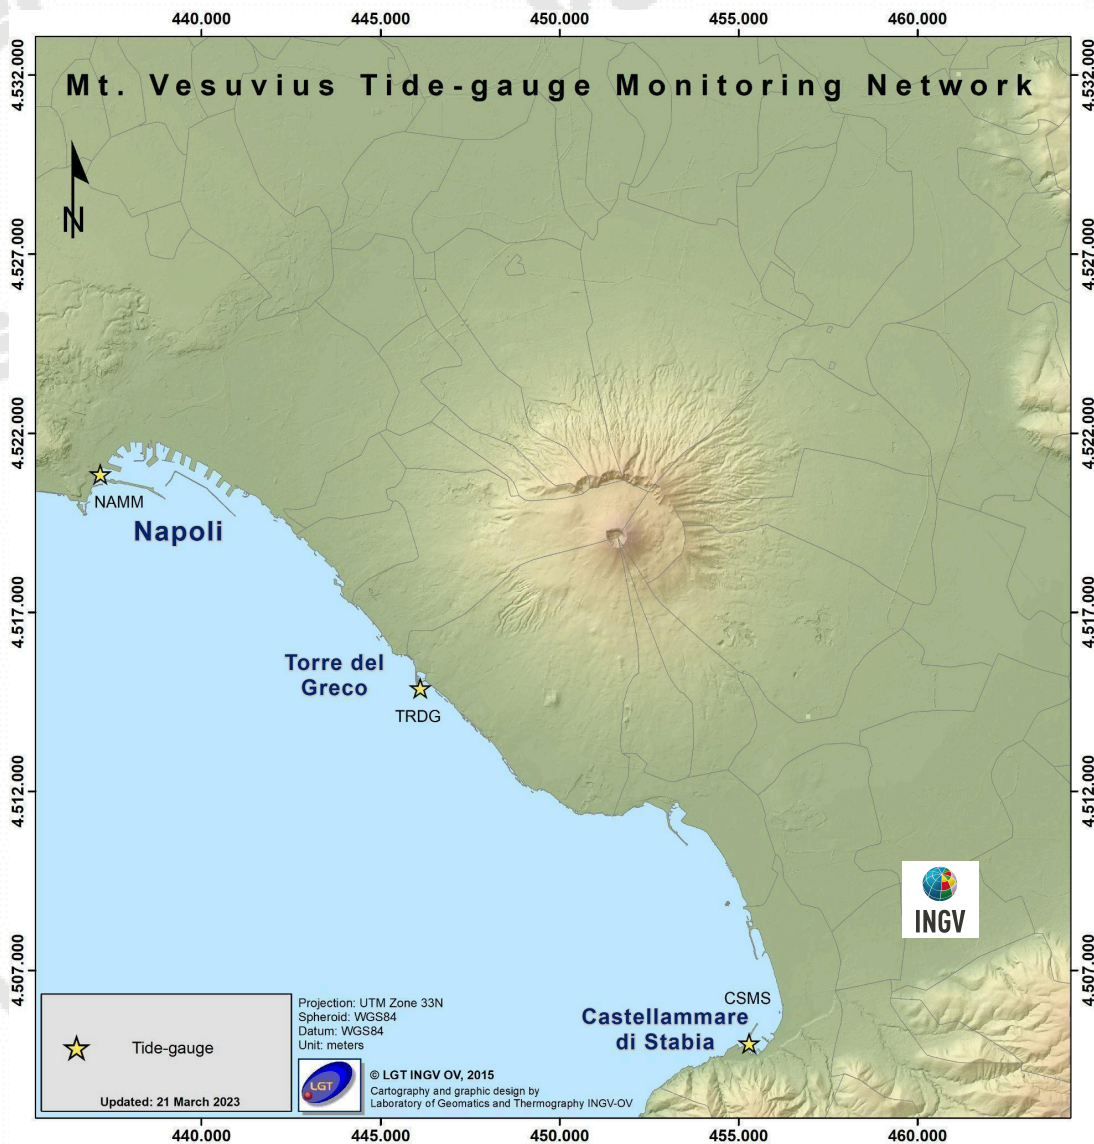 440.000 445.000 450.000 455.000 460.000
Mt. Vesuvius Tide-gauge Monitoring Network
4.532.000
4.532.000
N
4.527.000
4.527.000
4.522.000
4.522.000
NAMM
Napoli
4.517.000
4.517.000
Torre del
Greco
TRDG
4.512.000
4.512.000
INGV
4.507.000
4.507.000
CSMS
Castellammare
di Stabia
Tide-gauge
Updated: 21 March 2023
Projection: UTM Zone 33N
Spheroid: WGS84
Datum: WGS84
Unit: meters
LGT
© LGT INGV OV, 2015
Cartography and graphic design by
Laboratory of Geomatics and Thermography INGV-OV
440.000 445.000 450.000 455.000 460.000